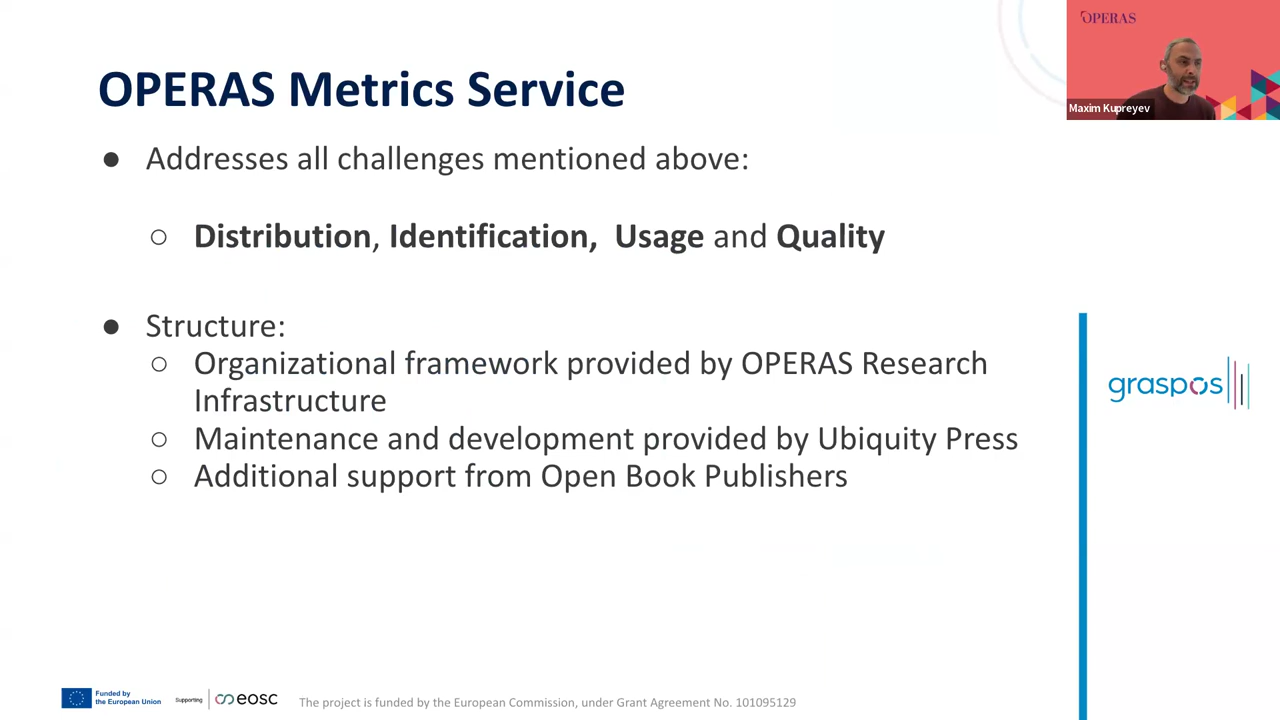 OPERAS
Maxim Kupreyev
OPERAS Metrics Service
● Addresses all challenges mentioned above:
○ Distribution, Identification, Usage and Quality
● Structure:
○ Organizational framework provided by OPERAS Research
Infrastructure
○ Maintenance and development provided by Ubiquity Press
○ Additional support from Open Book Publishers
graspos
Funded by
the European Union
Supporting
eosc
The project is funded by the European Commission, under Grant Agreement No. 101095129